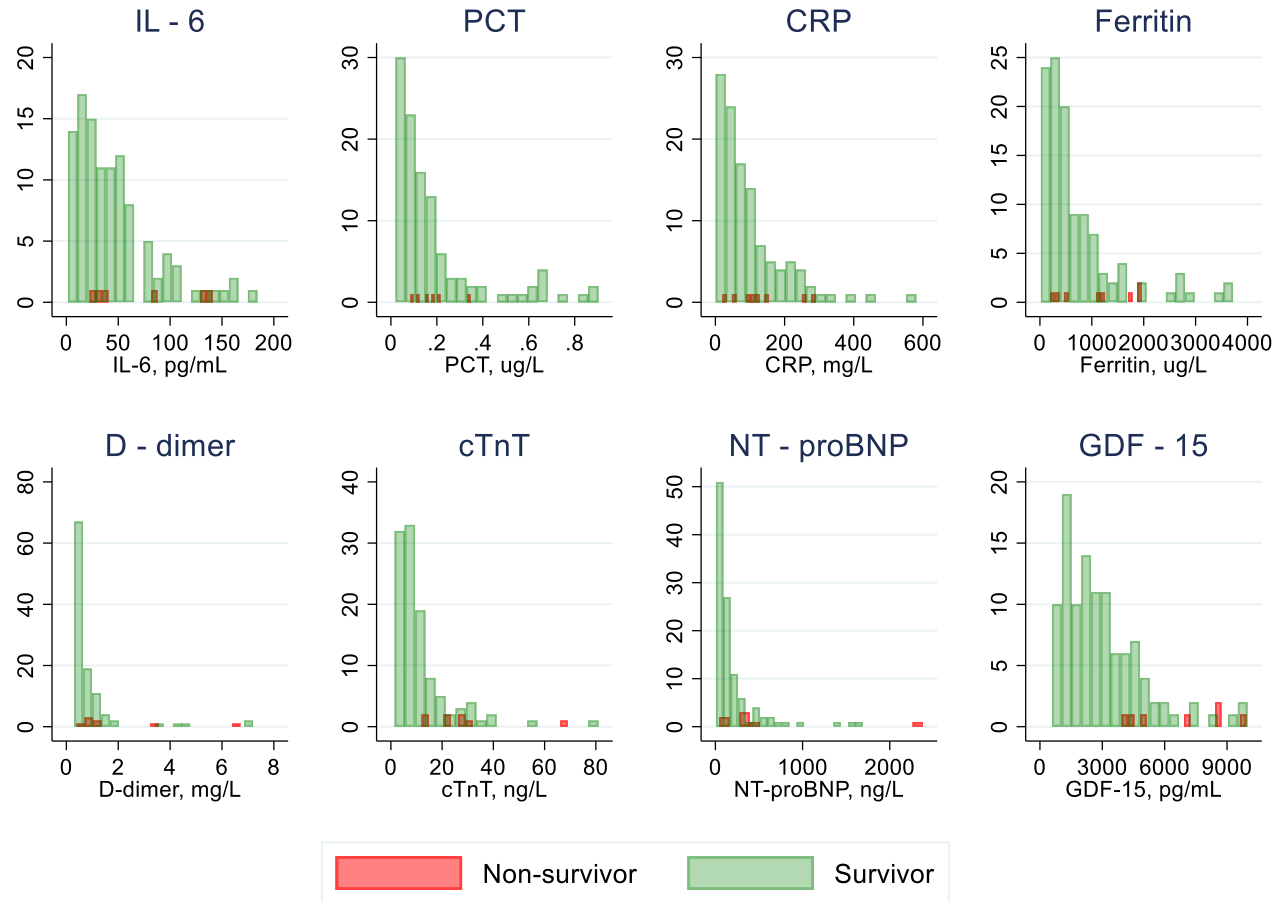 IL - 6 PCT CRP Ferritin
20 30 30 25
20
15
20 20 15
10
10 10 10
5
5
0 0 0 0
0 50 100 150 200 0 .2 .4 .6 .8 0 200 400 600 0 1000 2000 3000 4000
IL-6, pg/mL PCT, ug/L CRP, mg/L Ferritin, ug/L
D - dimer cTnT NT - proBNP GDF - 15
80 40 50 20
60 30 40 15
30
40 20 10
20
20 10 10 5
0 0 0 0
0 2 4 6 8 0 20 40 60 80 0 1000 2000 0 3000 6000 9000
D-dimer, mg/L cTnT, ng/L NT-proBNP, ng/L GDF-15, pg/mL
Non-survivor Survivor